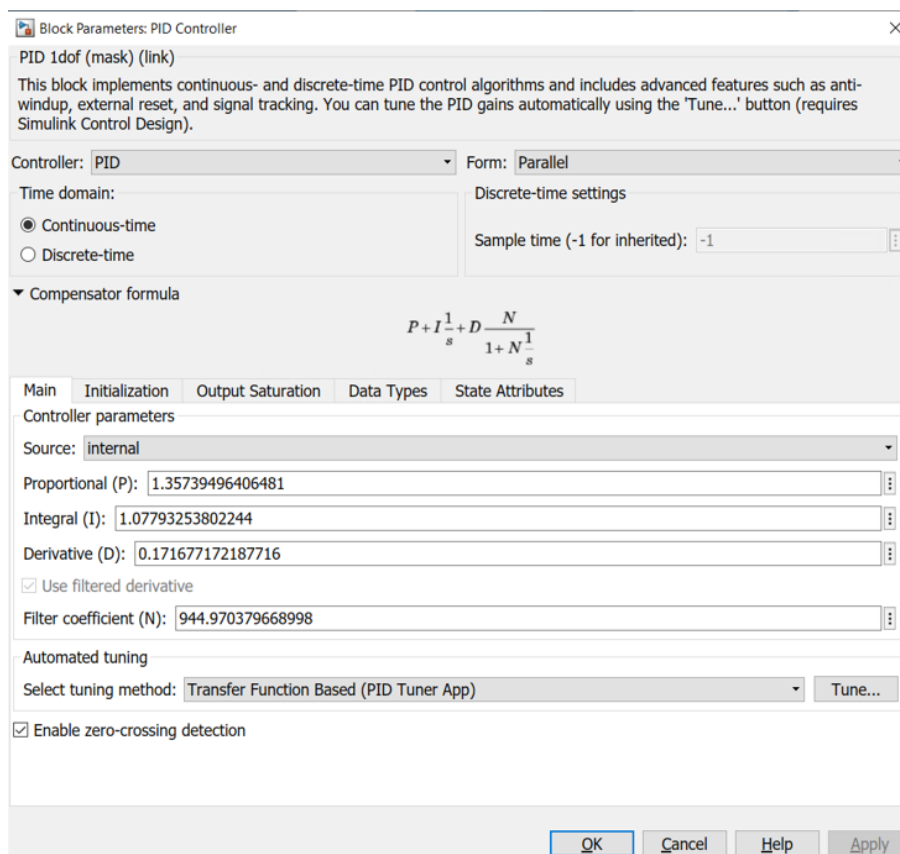 Block Parameters: PID Controller
PID 1dof (mask) (link)
This block implements continuous- and discrete-time PID control algorithms and includes advanced features such as anti-
windup, external reset, and signal tracking. You can tune the PID gains automatically using the 'Tune...' button (requires
Simulink Control Design).
Controller: PID Form: Parallel
Time domain: Discrete-time settings
Continuous-time
Sample time (-1 for inherited): -1
Discrete-time
Compensator formula
P + I 1/s + D N/(1 + N 1/s)
Main Initialization Output Saturation Data Types State Attributes
Controller parameters
Source: internal
Proportional (P): 1.35739496406481
Integral (I): 1.07793253802244
Derivative (D): 0.171677172187716
Use filtered derivative
Filter coefficient (N): 944.970379668998
Automated tuning
Select tuning method: Transfer Function Based (PID Tuner App) Tune...
Enable zero-crossing detection
OK Cancel Help Apply